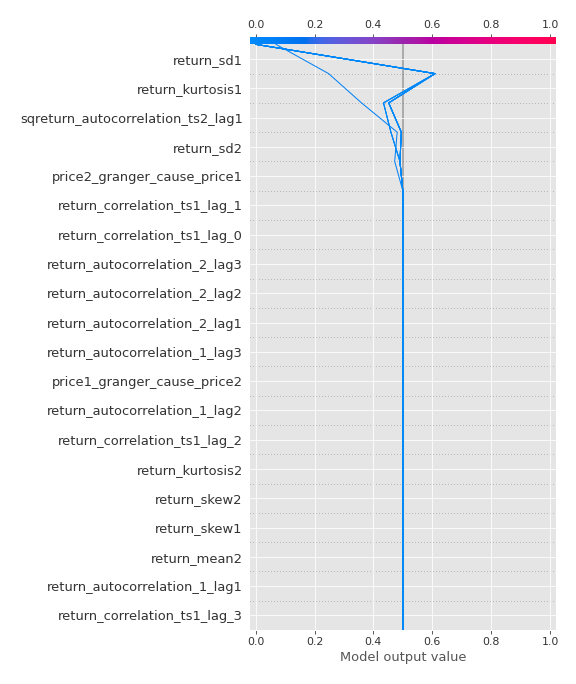 0.0 0.2 0.4 0.6 0.8 1.0
return_sd1
return_kurtosis1
sqreturn_autocorrelation_ts2_lag1
return_sd2
price2_granger_cause_price1
return_correlation_ts1_lag_1
return_correlation_ts1_lag_0
return_autocorrelation_2_lag3
return_autocorrelation_2_lag2
return_autocorrelation_2_lag1
return_autocorrelation_1_lag3
price1_granger_cause_price2
return_autocorrelation_1_lag2
return_correlation_ts1_lag_2
return_kurtosis2
return_skew2
return_skew1
return_mean2
return_autocorrelation_1_lag1
return_correlation_ts1_lag_3
0.0 0.2 0.4 0.6 0.8 1.0
Model output value